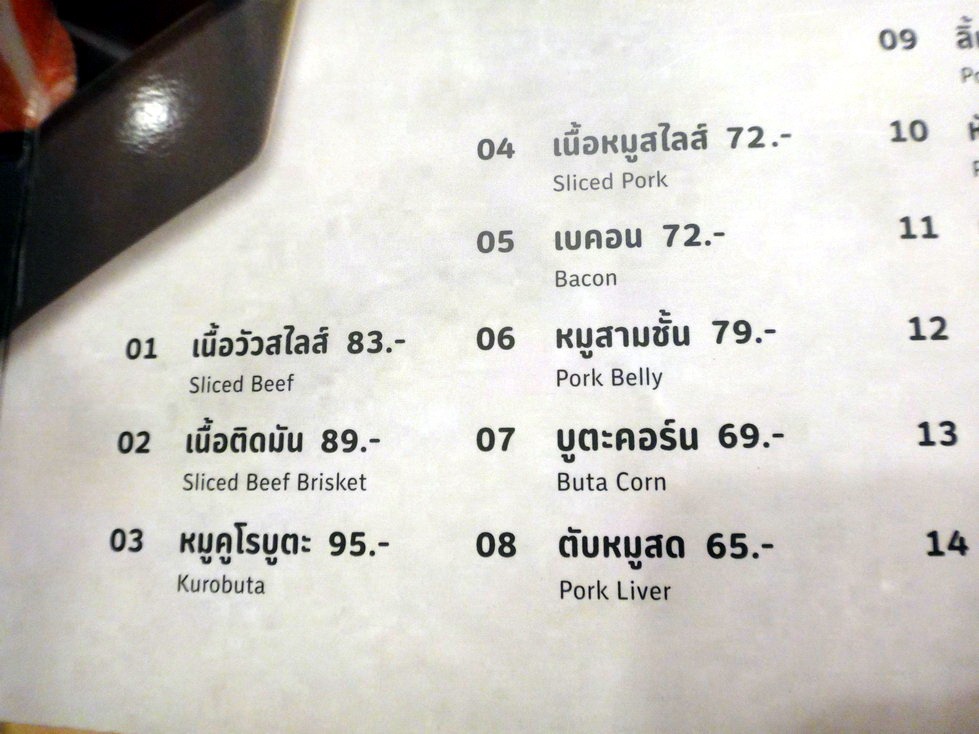 01 เนื้อวัวสไลส์ 83.-
Sliced Beef
02 เนื้อติดมัน 89.-
Sliced Beef Brisket
03 หมูคูโรบูตะ 95.-
Kurobuta
04 เนื้อหมูสไลส์ 72.-
Sliced Pork
05 เบคอน 72.-
Bacon
06 หมูสามชั้น 79.-
Pork Belly
07 บูตะคอร์น 69.-
Buta Corn
08 ตับหมูสด 65.-
Pork Liver
09
10
11
12
13
14